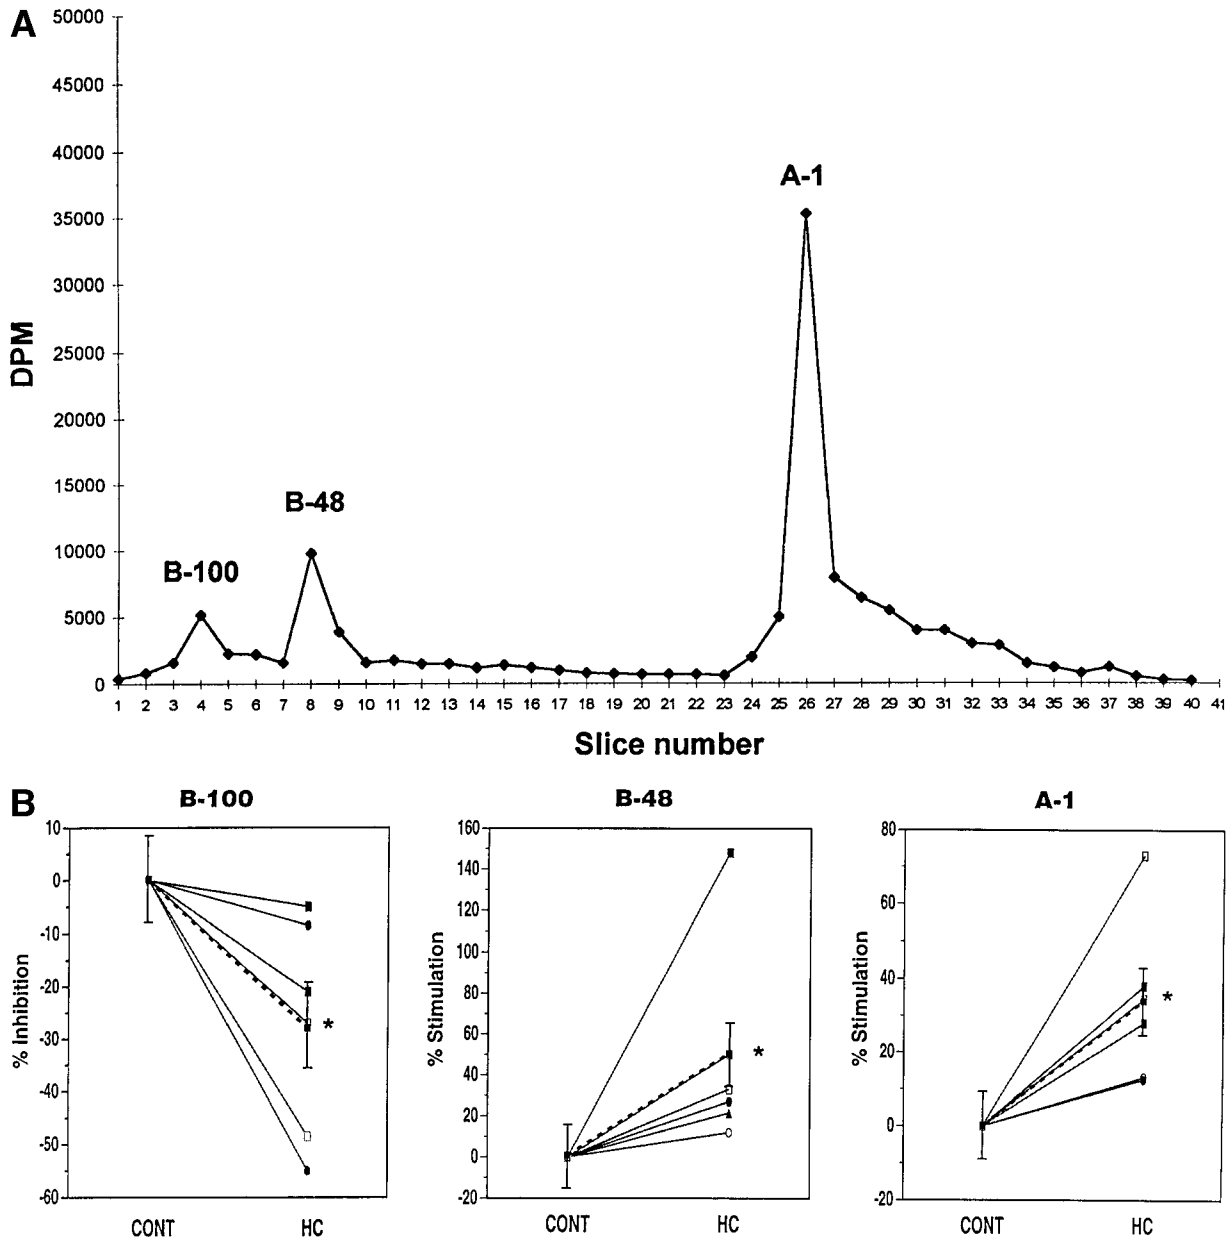 A
50000
45000
40000
35000
30000
25000
20000
15000
10000
5000
0
DPM
A-1
B-48
B-100
1 2 3 4 5 6 7 8 9 10 11 12 13 14 15 16 17 18 19 20 21 22 23 24 25 26 27 28 29 30 31 32 33 34 35 36 37 38 39 40 41
Slice number
B
B-100
10
0
-10
-20
-30
-40
-50
-60
% Inhibition
*
CONT HC
B-48
160
140
120
100
80
60
40
20
0
-20
% Stimulation
*
CONT HC
A-1
80
60
40
20
0
-20
% Stimulation
*
CONT HC